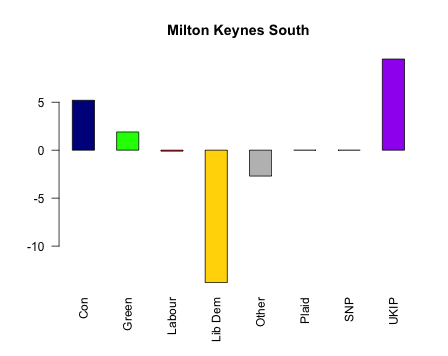 Milton Keynes South
5
0
-5
-10
Con
Green
Labour
Lib Dem
Other
Plaid
SNP
UKIP